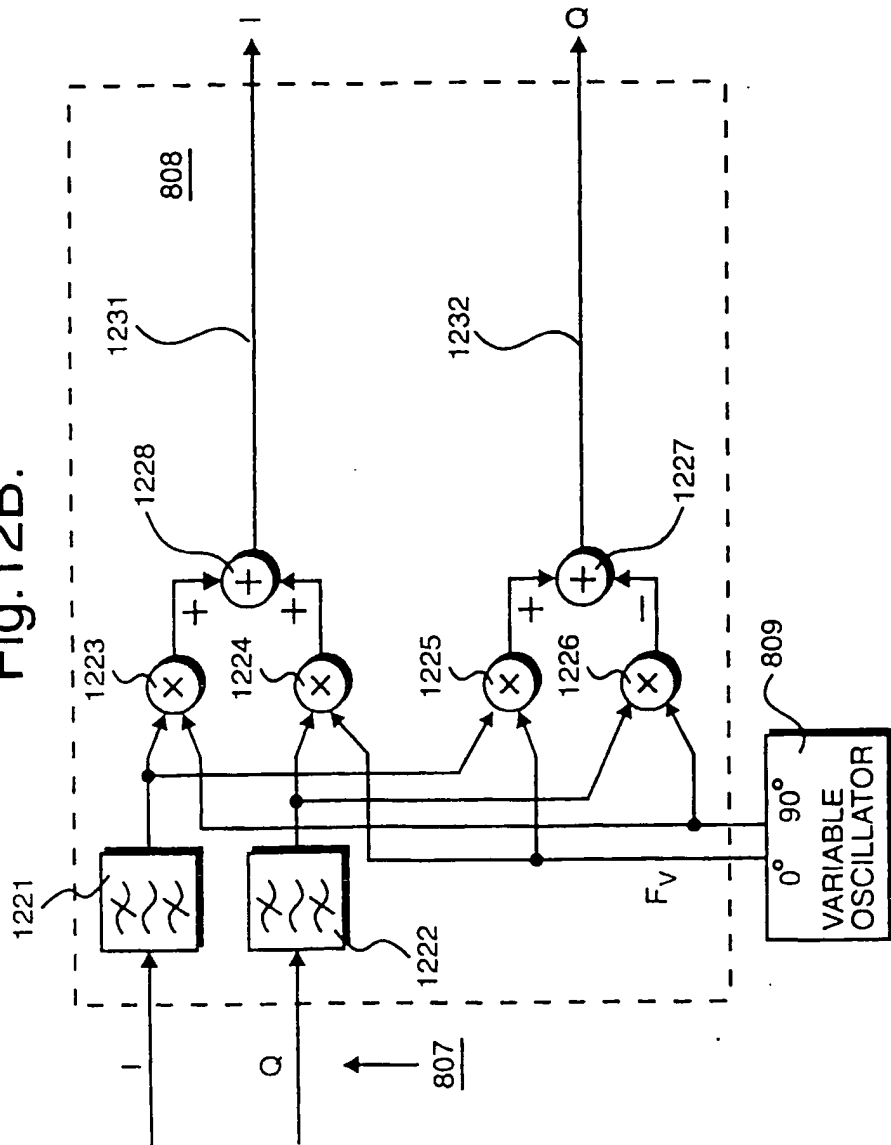 Fig.12B.
1221
1223
1228
1231
808
I
I
+
+
1224
1222
1225
1227
1232
Q
Q
+
−
1226
807
FV
0° 90°
VARIABLE
OSCILLATOR
809